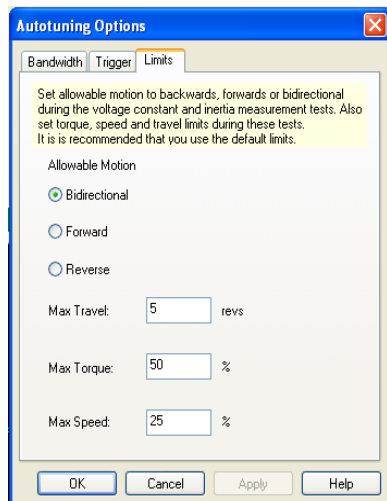 Autotuning Options
Bandwidth Trigger Limits
Set allowable motion to backwards, forwards or bidirectional
during the voltage constant and inertia measurement tests. Also
set torque, speed and travel limits during these tests.
It is is recommended that you use the default limits.
Allowable Motion
Bidirectional
Forward
Reverse
Max Travel: 5 revs
Max Torque: 50 %
Max Speed: 25 %
OK Cancel Apply Help